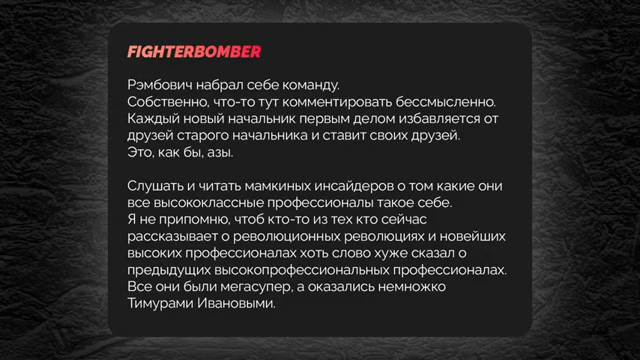 FIGHTERBOMBER
Рэмбович набрал себе команду.
Собственно, что-то тут комментировать бессмысленно.
Каждый новый начальник первым делом избавляется от
друзей старого начальника и ставит своих друзей.
Это, как бы, азы.
Слушать и читать мамкиных инсайдеров о том какие они
все высококлассные профессионалы такое себе.
Я не припомню, чтоб кто-то из тех кто сейчас
рассказывает о революционных революциях и новейших
высоких профессионалах хоть слово хуже сказал о
предыдущих высокопрофессиональных профессионалах.
Все они были мегасупер, а оказались немножко
Тимурами Ивановыми.